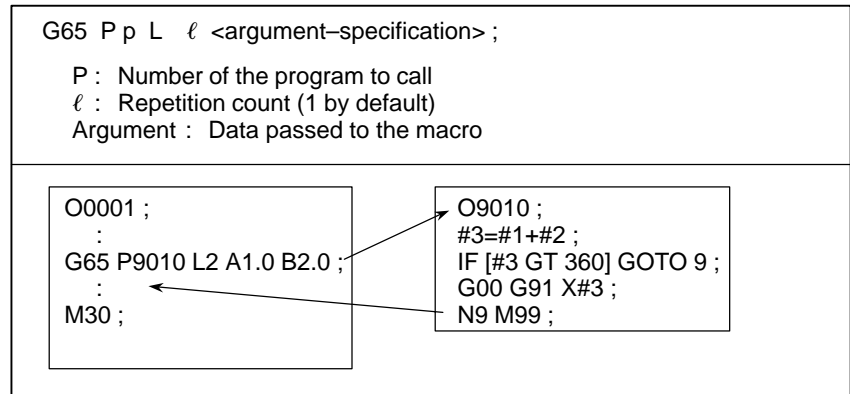 G65 P p L ℓ <argument–specification> ;
P : Number of the program to call
ℓ : Repetition count (1 by default)
Argument : Data passed to the macro
O0001 ;
:
G65 P9010 L2 A1.0 B2.0 ;
:
M30 ;
O9010 ;
#3=#1+#2 ;
IF [#3 GT 360] GOTO 9 ;
G00 G91 X#3 ;
N9 M99 ;